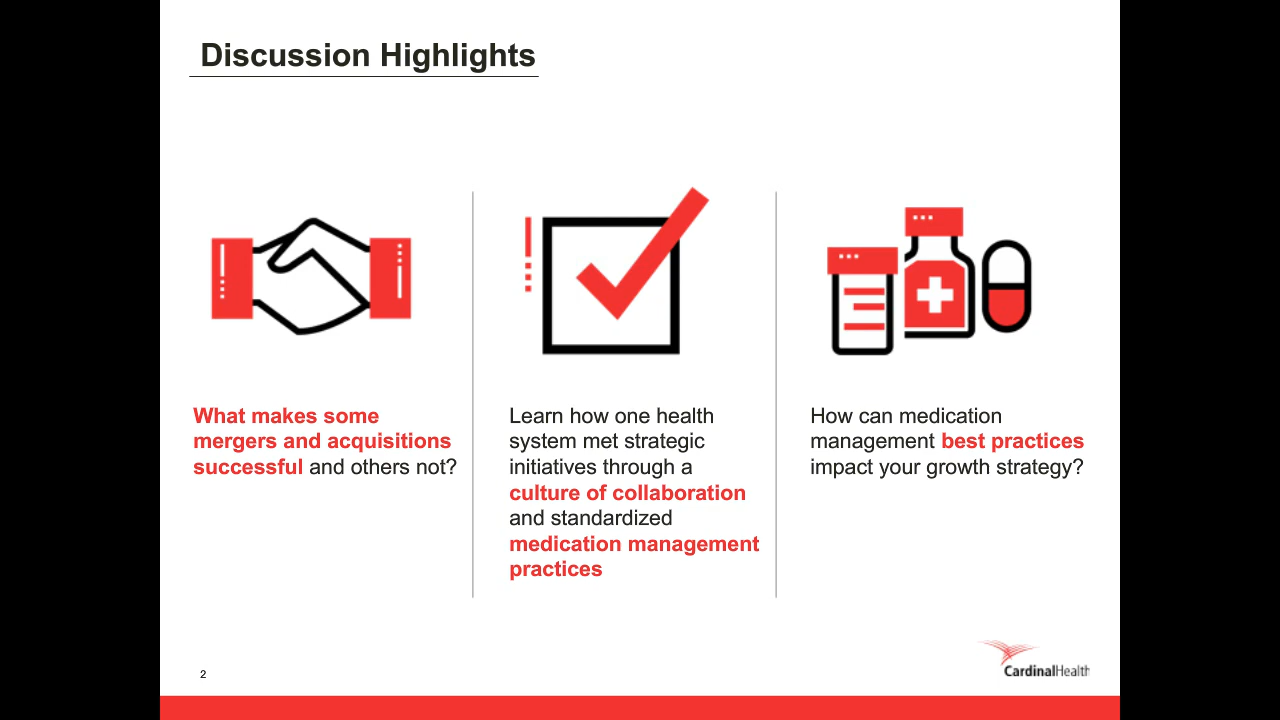 Discussion Highlights
What makes some
mergers and acquisitions
successful and others not?
Learn how one health
system met strategic
initiatives through a
culture of collaboration
and standardized
medication management
practices
How can medication
management best practices
impact your growth strategy?
2
CardinalHealth